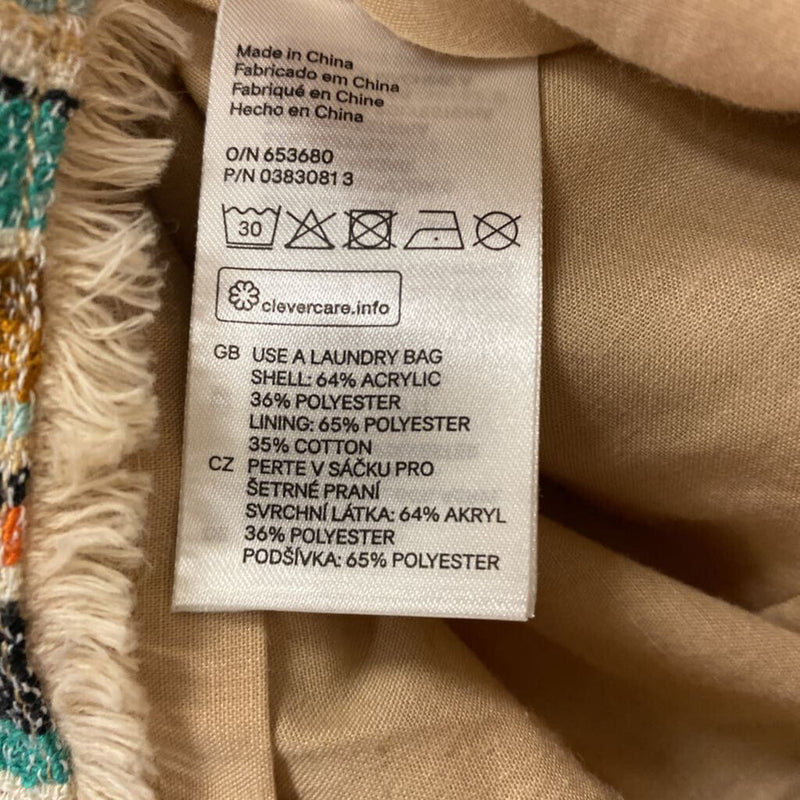 Made in China
Fabricado em China
Fabriqué en Chine
Hecho en China
O/N 653680
P/N 0383081 3
30
clevercare.info
GB USE A LAUNDRY BAG
SHELL: 64% ACRYLIC
36% POLYESTER
LINING: 65% POLYESTER
35% COTTON
CZ PERTE V SÁČKU PRO
ŠETRNÉ PRANÍ
SVRCHNÍ LÁTKA: 64% AKRYL
36% POLYESTER
PODŠÍVKA: 65% POLYESTER